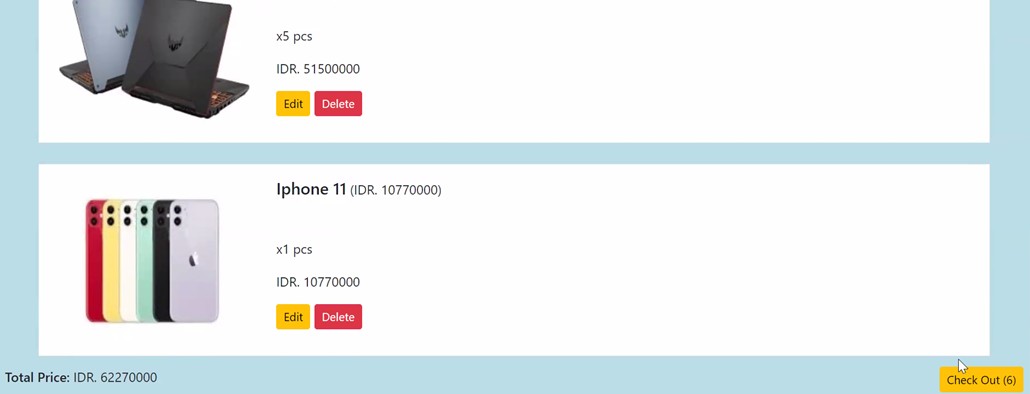 x5 pcs
IDR. 51500000
Edit Delete
Iphone 11 (IDR. 10770000)
x1 pcs
IDR. 10770000
Edit Delete
Total Price: IDR. 62270000
Check Out (6)